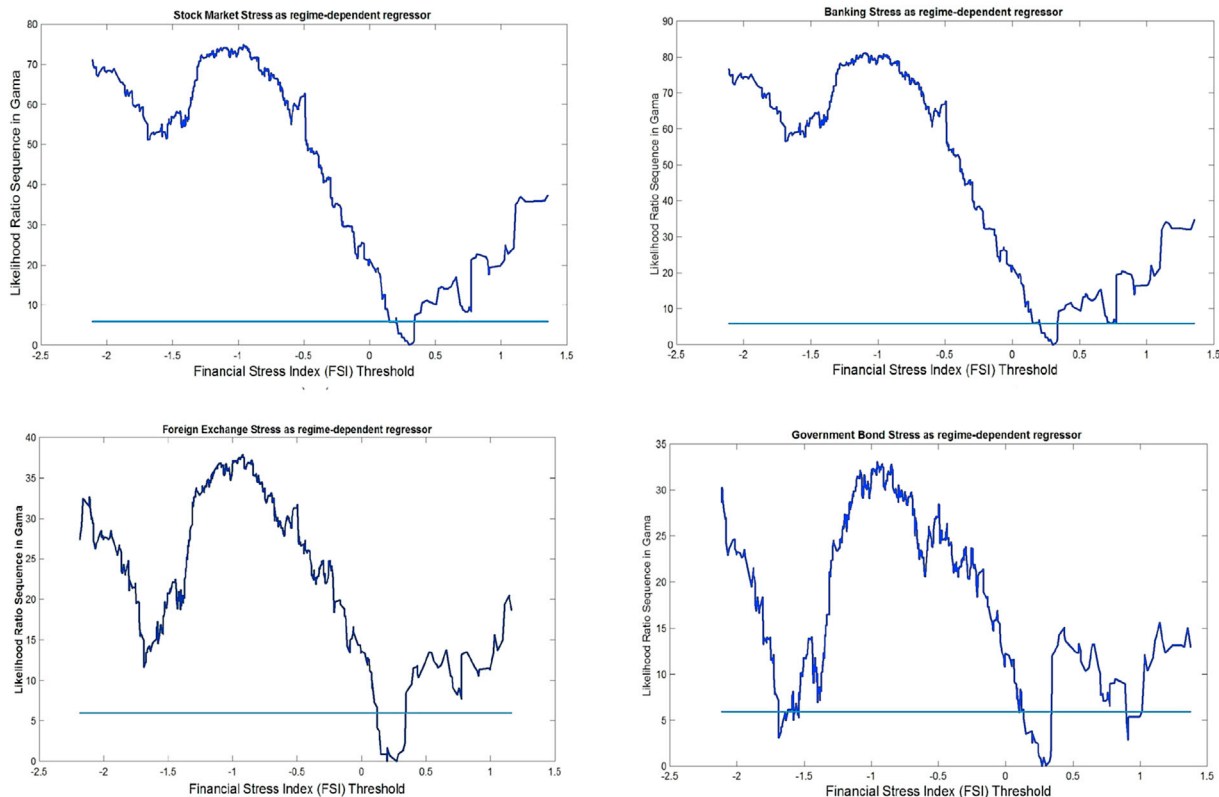 Stock Market Stress as regime-dependent regressor
Likelihood Ratio Sequence in Gama
80
70
60
50
40
30
20
10
0
-2.5 -2 -1.5 -1 -0.5 0 0.5 1 1.5
Financial Stress Index (FSI) Threshold
Banking Stress as regime-dependent regressor
Likelihood Ratio Sequence in Gama
90
80
70
60
50
40
30
20
10
0
-2.5 -2 -1.5 -1 -0.5 0 0.5 1 1.5
Financial Stress Index (FSI) Threshold
Foreign Exchange Stress as regime-dependent regressor
Likelihood Ratio Sequence in Gama
40
35
30
25
20
15
10
5
0
-2.5 -2 -1.5 -1 -0.5 0 0.5 1 1.5
Financial Stress Index (FSI) Threshold
Government Bond Stress as regime-dependent regressor
Likelihood Ratio Sequence in Gama
35
30
25
20
15
10
5
0
-2.5 -2 -1.5 -1 -0.5 0 0.5 1 1.5
Financial Stress Index (FSI) Threshold